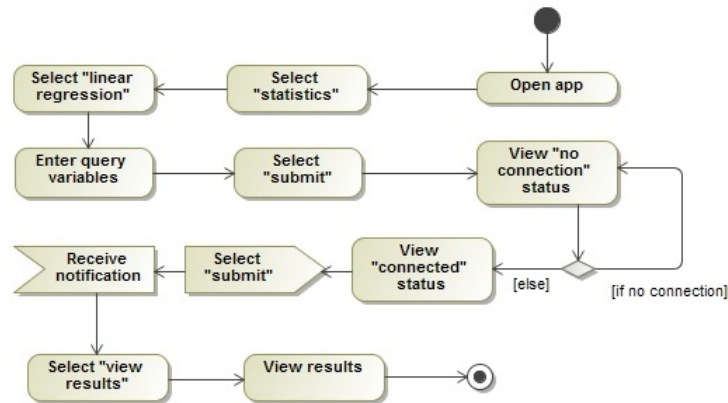 Open app
Select
"statistics"
Select "linear
regression"
Enter query
variables
Select
"submit"
View "no
connection"
status
[if no connection]
[else]
View
"connected"
status
Select
"submit"
Receive
notification
Select "view
results"
View results